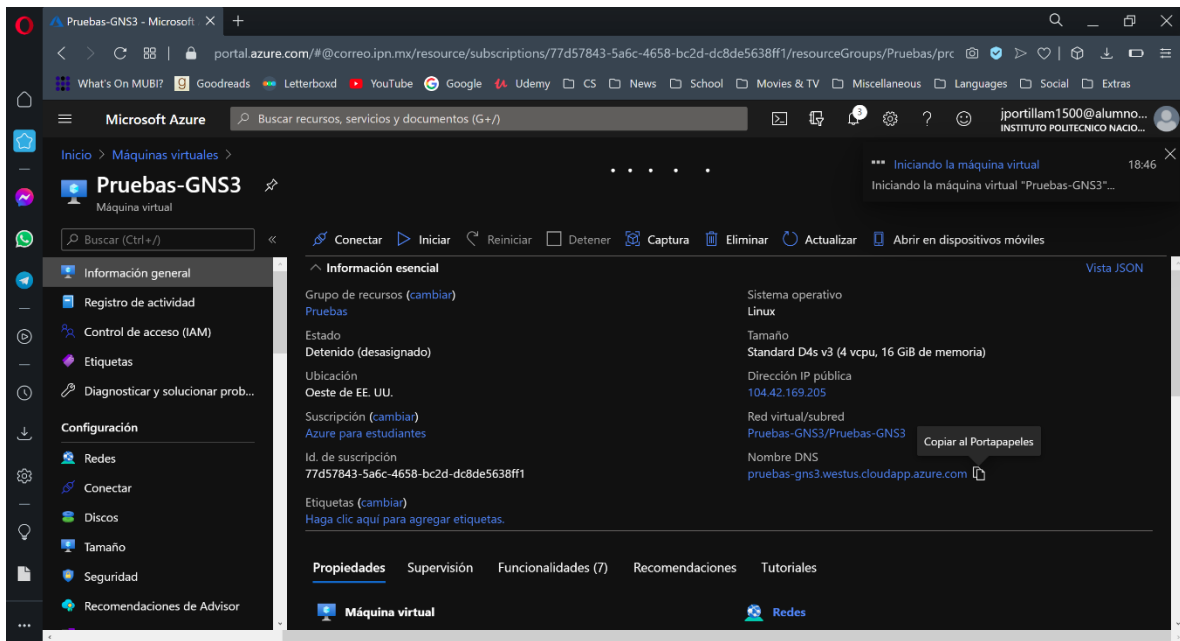 Pruebas-GNS3 - Microsoft
portal.azure.com/#@correo.ipn.mx/resource/subscriptions/77d57843-5a6c-4658-bc2d-dc8de5638ff1/resourceGroups/Pruebas/prc
What's On MUBI? Goodreads Letterboxd YouTube Google Udemy CS News School Movies & TV Miscellaneous Languages Social Extras
Microsoft Azure Buscar recursos, servicios y documentos (G+/) 3 jportillam1500@alumno...
INSTITUTO POLITECNICO NACIO...
Inicio > Máquinas virtuales >
Iniciando la máquina virtual 18:46
Iniciando la máquina virtual "Pruebas-GNS3"...
Pruebas-GNS3
Máquina virtual
Buscar (Ctrl+/)
Conectar Iniciar Reiniciar Detener Captura Eliminar Actualizar Abrir en dispositivos móviles
Información general
Registro de actividad
Control de acceso (IAM)
Etiquetas
Diagnosticar y solucionar prob...
Configuración
Redes
Conectar
Discos
Tamaño
Seguridad
Recomendaciones de Advisor
Información esencial Vista JSON
Grupo de recursos (cambiar)
Pruebas
Estado
Detenido (desasignado)
Ubicación
Oeste de EE. UU.
Suscripción (cambiar)
Azure para estudiantes
Id. de suscripción
77d57843-5a6c-4658-bc2d-dc8de5638ff1
Etiquetas (cambiar)
Haga clic aquí para agregar etiquetas.
Sistema operativo
Linux
Tamaño
Standard D4s v3 (4 vcpu, 16 GiB de memoria)
Dirección IP pública
104.42.169.205
Red virtual/subred
Pruebas-GNS3/Pruebas-GNS3
Copiar al Portapapeles
Nombre DNS
pruebas-gns3.westus.cloudapp.azure.com
Propiedades Supervisión Funcionalidades (7) Recomendaciones Tutoriales
Máquina virtual Redes